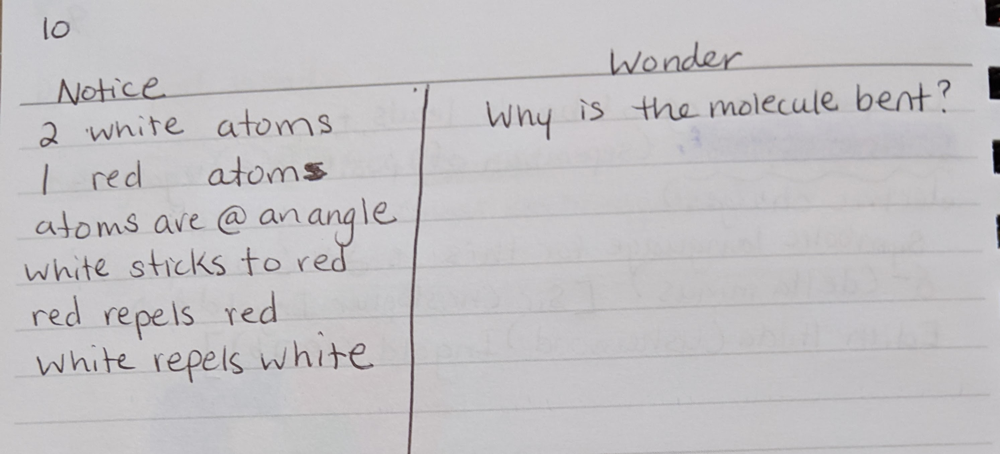 10
Notice
Wonder
2 white atoms
Why is the molecule bent?
1 red atoms
atoms are @ an angle
white sticks to red
red repels red
white repels white